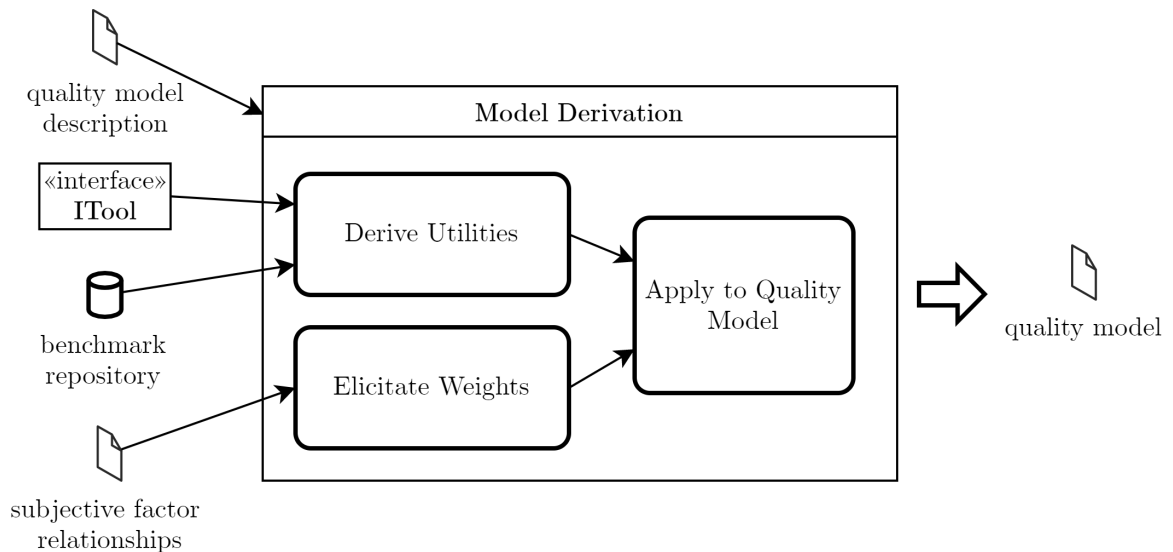 quality model
description
«interface»
ITool
benchmark
repository
subjective factor
relationships
Model Derivation
Derive Utilities
Elicitate Weights
Apply to Quality
Model
quality model